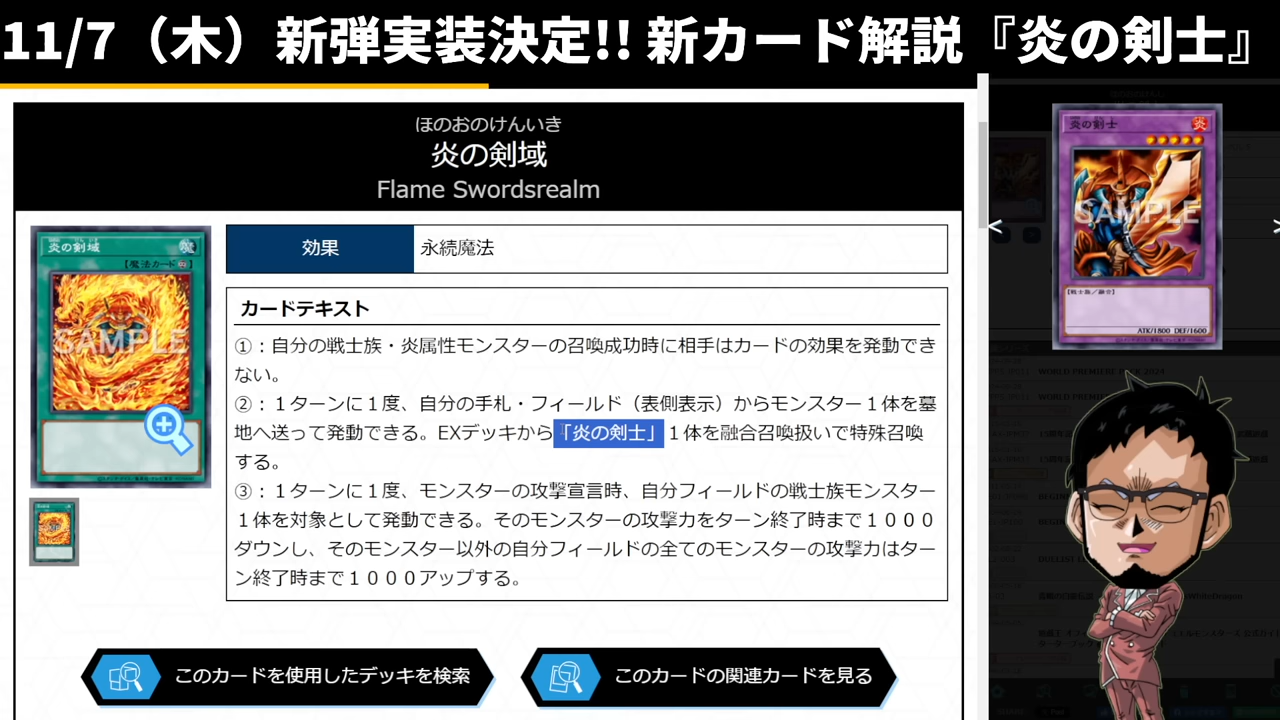 11/7（木）新弾実装決定!! 新カード解説『炎の剣士』
ほのおのけんいき
炎の剣域
Flame Swordsrealm
炎の剣域
【魔法カード】
SAMPLE
効果
永続魔法
カードテキスト
①：自分の戦士族・炎属性モンスターの召喚成功時に相手はカードの効果を発動でき
ない。
②：１ターンに１度、自分の手札・フィールド（表側表示）からモンスター１体を墓
地へ送って発動できる。EXデッキから「炎の剣士」１体を融合召喚扱いで特殊召喚
する。
③：１ターンに１度、モンスターの攻撃宣言時、自分フィールドの戦士族モンスター
１体を対象として発動できる。そのモンスターの攻撃力をターン終了時まで１０００
ダウンし、そのモンスター以外の自分フィールドの全てのモンスターの攻撃力はター
ン終了時まで１０００アップする。
このカードを使用したデッキを検索
このカードの関連カードを見る
炎の剣士
炎
SAMPLE
【戦士族／融合】
ATK/1800 DEF/1600
WORLD PREMIERE PACK 2024